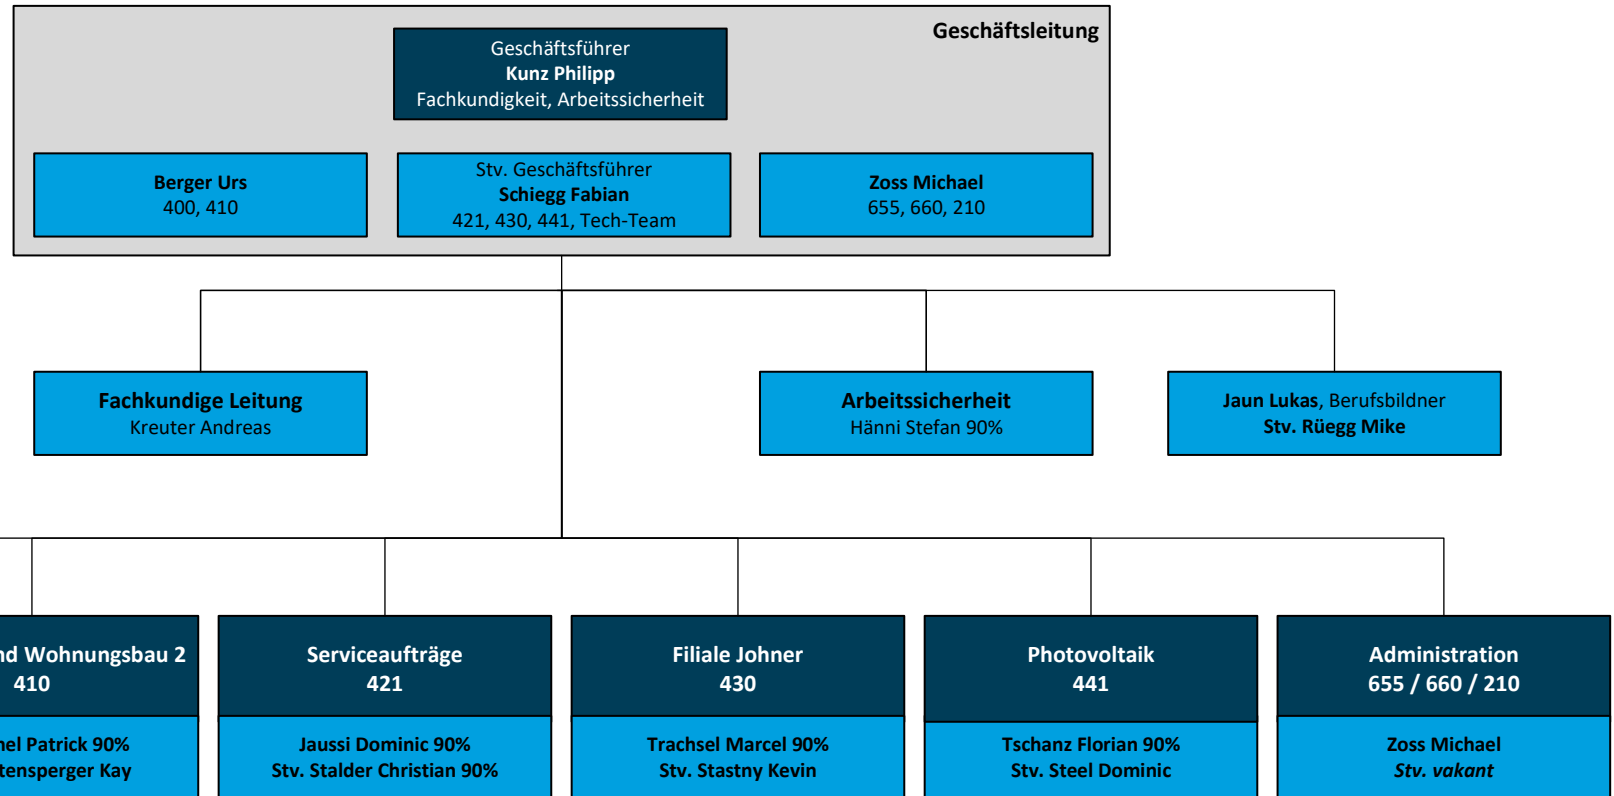 Geschäftsleitung
Geschäftsführer
Kunz Philipp
Fachkundigkeit, Arbeitssicherheit
Berger Urs
400, 410
Stv. Geschäftsführer
Schiegg Fabian
421, 430, 441, Tech-Team
Zoss Michael
655, 660, 210
Fachkundige Leitung
Kreuter Andreas
Arbeitssicherheit
Hänni Stefan 90%
Jaun Lukas, Berufsbildner
Stv. Rüegg Mike
Wohnungsbau 2
410
Patrick 90%
Kay
Serviceaufträge
421
Jaussi Dominic 90%
Stv. Stalder Christian 90%
Filiale Johner
430
Trachsel Marcel 90%
Stv. Stastny Kevin
Photovoltaik
441
Tschanz Florian 90%
Stv. Steel Dominic
Administration
655 / 660 / 210
Zoss Michael
Stv. vakant